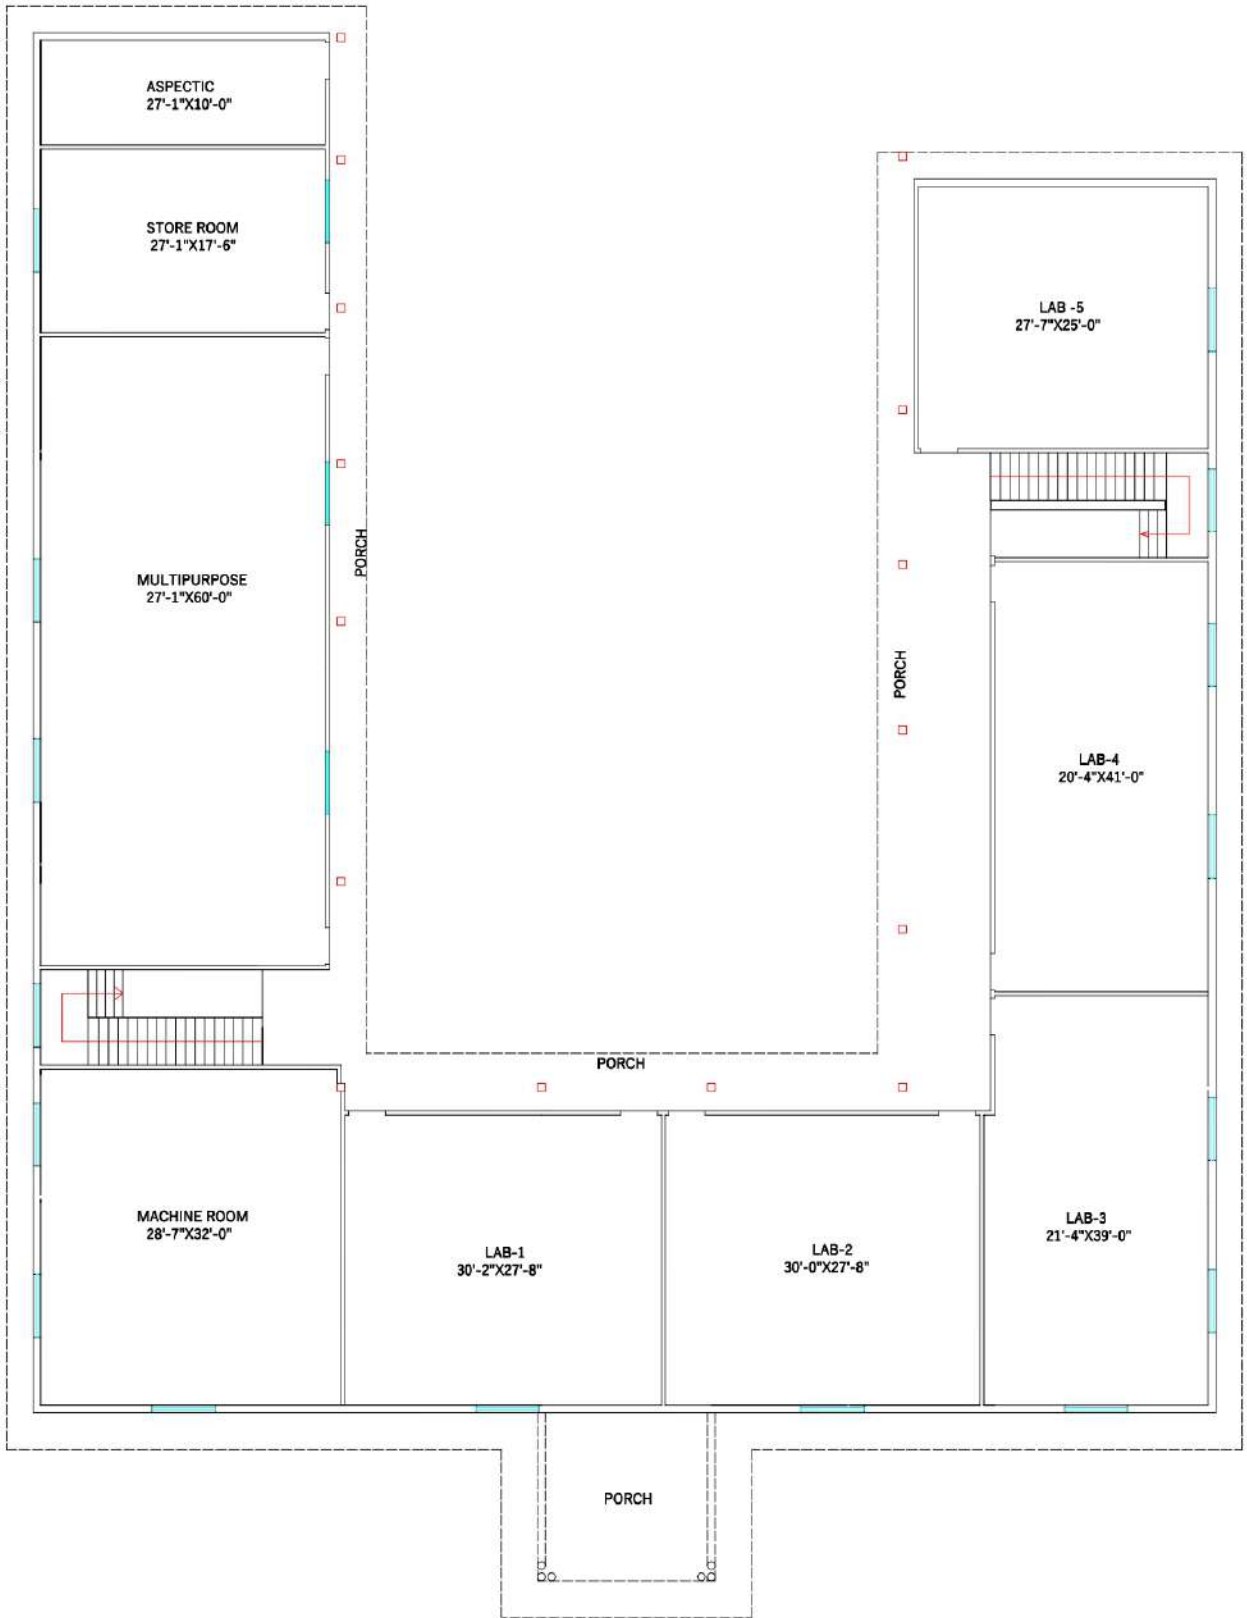 ASPECTIC
27'-1"X10'-0"
STORE ROOM
27'-1"X17'-6"
LAB -5
27'-7"X25'-0"
PORCH
MULTIPURPOSE
27'-1"X60'-0"
PORCH
LAB-4
20'-4"X41'-0"
PORCH
MACHINE ROOM
28'-7"X32'-0"
LAB-1
30'-2"X27'-8"
LAB-2
30'-0"X27'-8"
LAB-3
21'-4"X39'-0"
PORCH